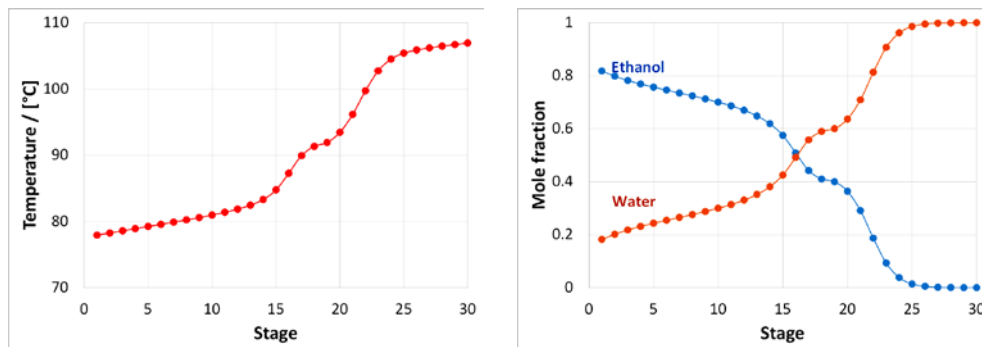 Temperature / [°C]
110
100
90
80
70
0 5 10 15 20 25 30
Stage
Mole fraction
1
0.8
0.6
0.4
0.2
0
Ethanol
Water
0 5 10 15 20 25 30
Stage